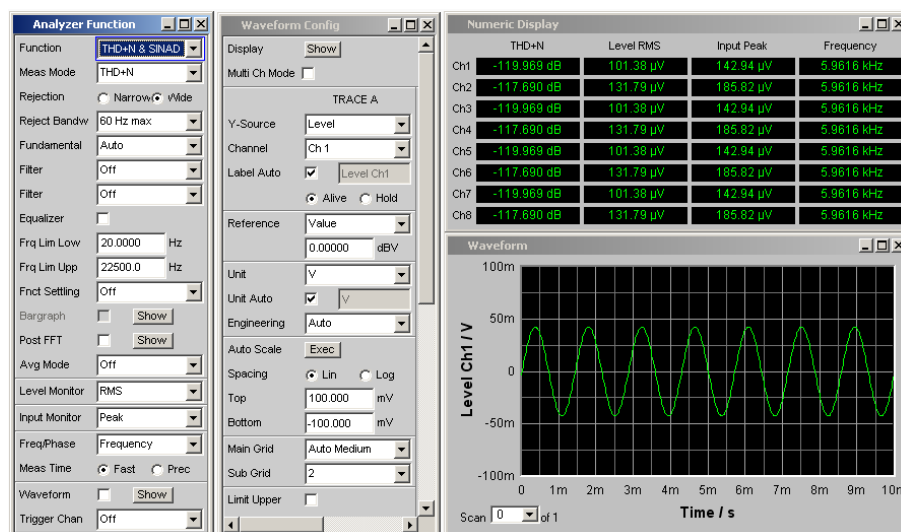 Analyzer Function
Function THD+N & SINAD
Meas Mode THD+N
Rejection Narrow Wide
Reject Bandw 60 Hz max
Fundamental Auto
Filter Off
Filter Off
Equalizer
Frq Lim Low 20.0000 Hz
Frq Lim Upp 22500.0 Hz
Fnct Settling Off
Bargraph Show
Post FFT Show
Avg Mode Off
Level Monitor RMS
Input Monitor Peak
Freq/Phase Frequency
Meas Time Fast Prec
Waveform Show
Trigger Chan Off
Waveform Config
Display Show
Multi Ch Mode
TRACE A
Y-Source Level
Channel Ch 1
Label Auto Level Ch1
Alive Hold
Reference Value
0.00000 dBV
Unit V
Unit Auto V
Engineering Auto
Auto Scale Exec
Spacing Lin Log
Top 100.000 mV
Bottom -100.000 mV
Main Grid Auto Medium
Sub Grid 2
Limit Upper
Numeric Display
THD+N Level RMS Input Peak Frequency
Ch1 -119.969 dB 101.38 µV 142.94 µV 5.9616 kHz
Ch2 -117.690 dB 131.79 µV 185.82 µV 5.9616 kHz
Ch3 -119.969 dB 101.38 µV 142.94 µV 5.9616 kHz
Ch4 -117.690 dB 131.79 µV 185.82 µV 5.9616 kHz
Ch5 -119.969 dB 101.38 µV 142.94 µV 5.9616 kHz
Ch6 -117.690 dB 131.79 µV 185.82 µV 5.9616 kHz
Ch7 -119.969 dB 101.38 µV 142.94 µV 5.9616 kHz
Ch8 -117.690 dB 131.79 µV 185.82 µV 5.9616 kHz
Waveform
Level Ch1 / V
100m
50m
0
-50m
-100m
0 1m 2m 3m 4m 5m 6m 7m 8m 9m 10m
Scan 0 of 1
Time / s